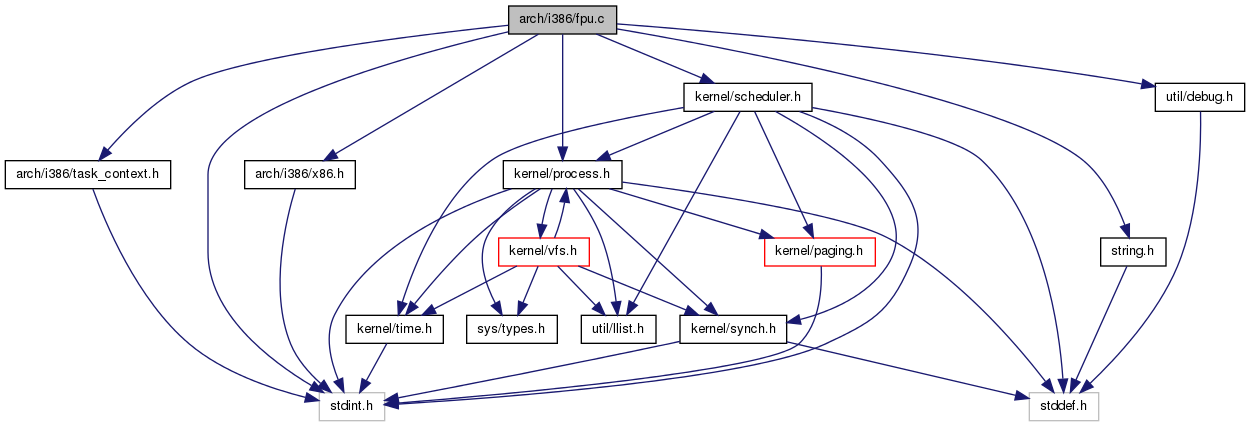 arch/i386/fpu.c
kernel/scheduler.h
util/debug.h
arch/i386/task_context.h
arch/i386/x86.h
kernel/process.h
kernel/vfs.h
kernel/paging.h
string.h
kernel/time.h
sys/types.h
util/llist.h
kernel/synch.h
stdint.h
stddef.h